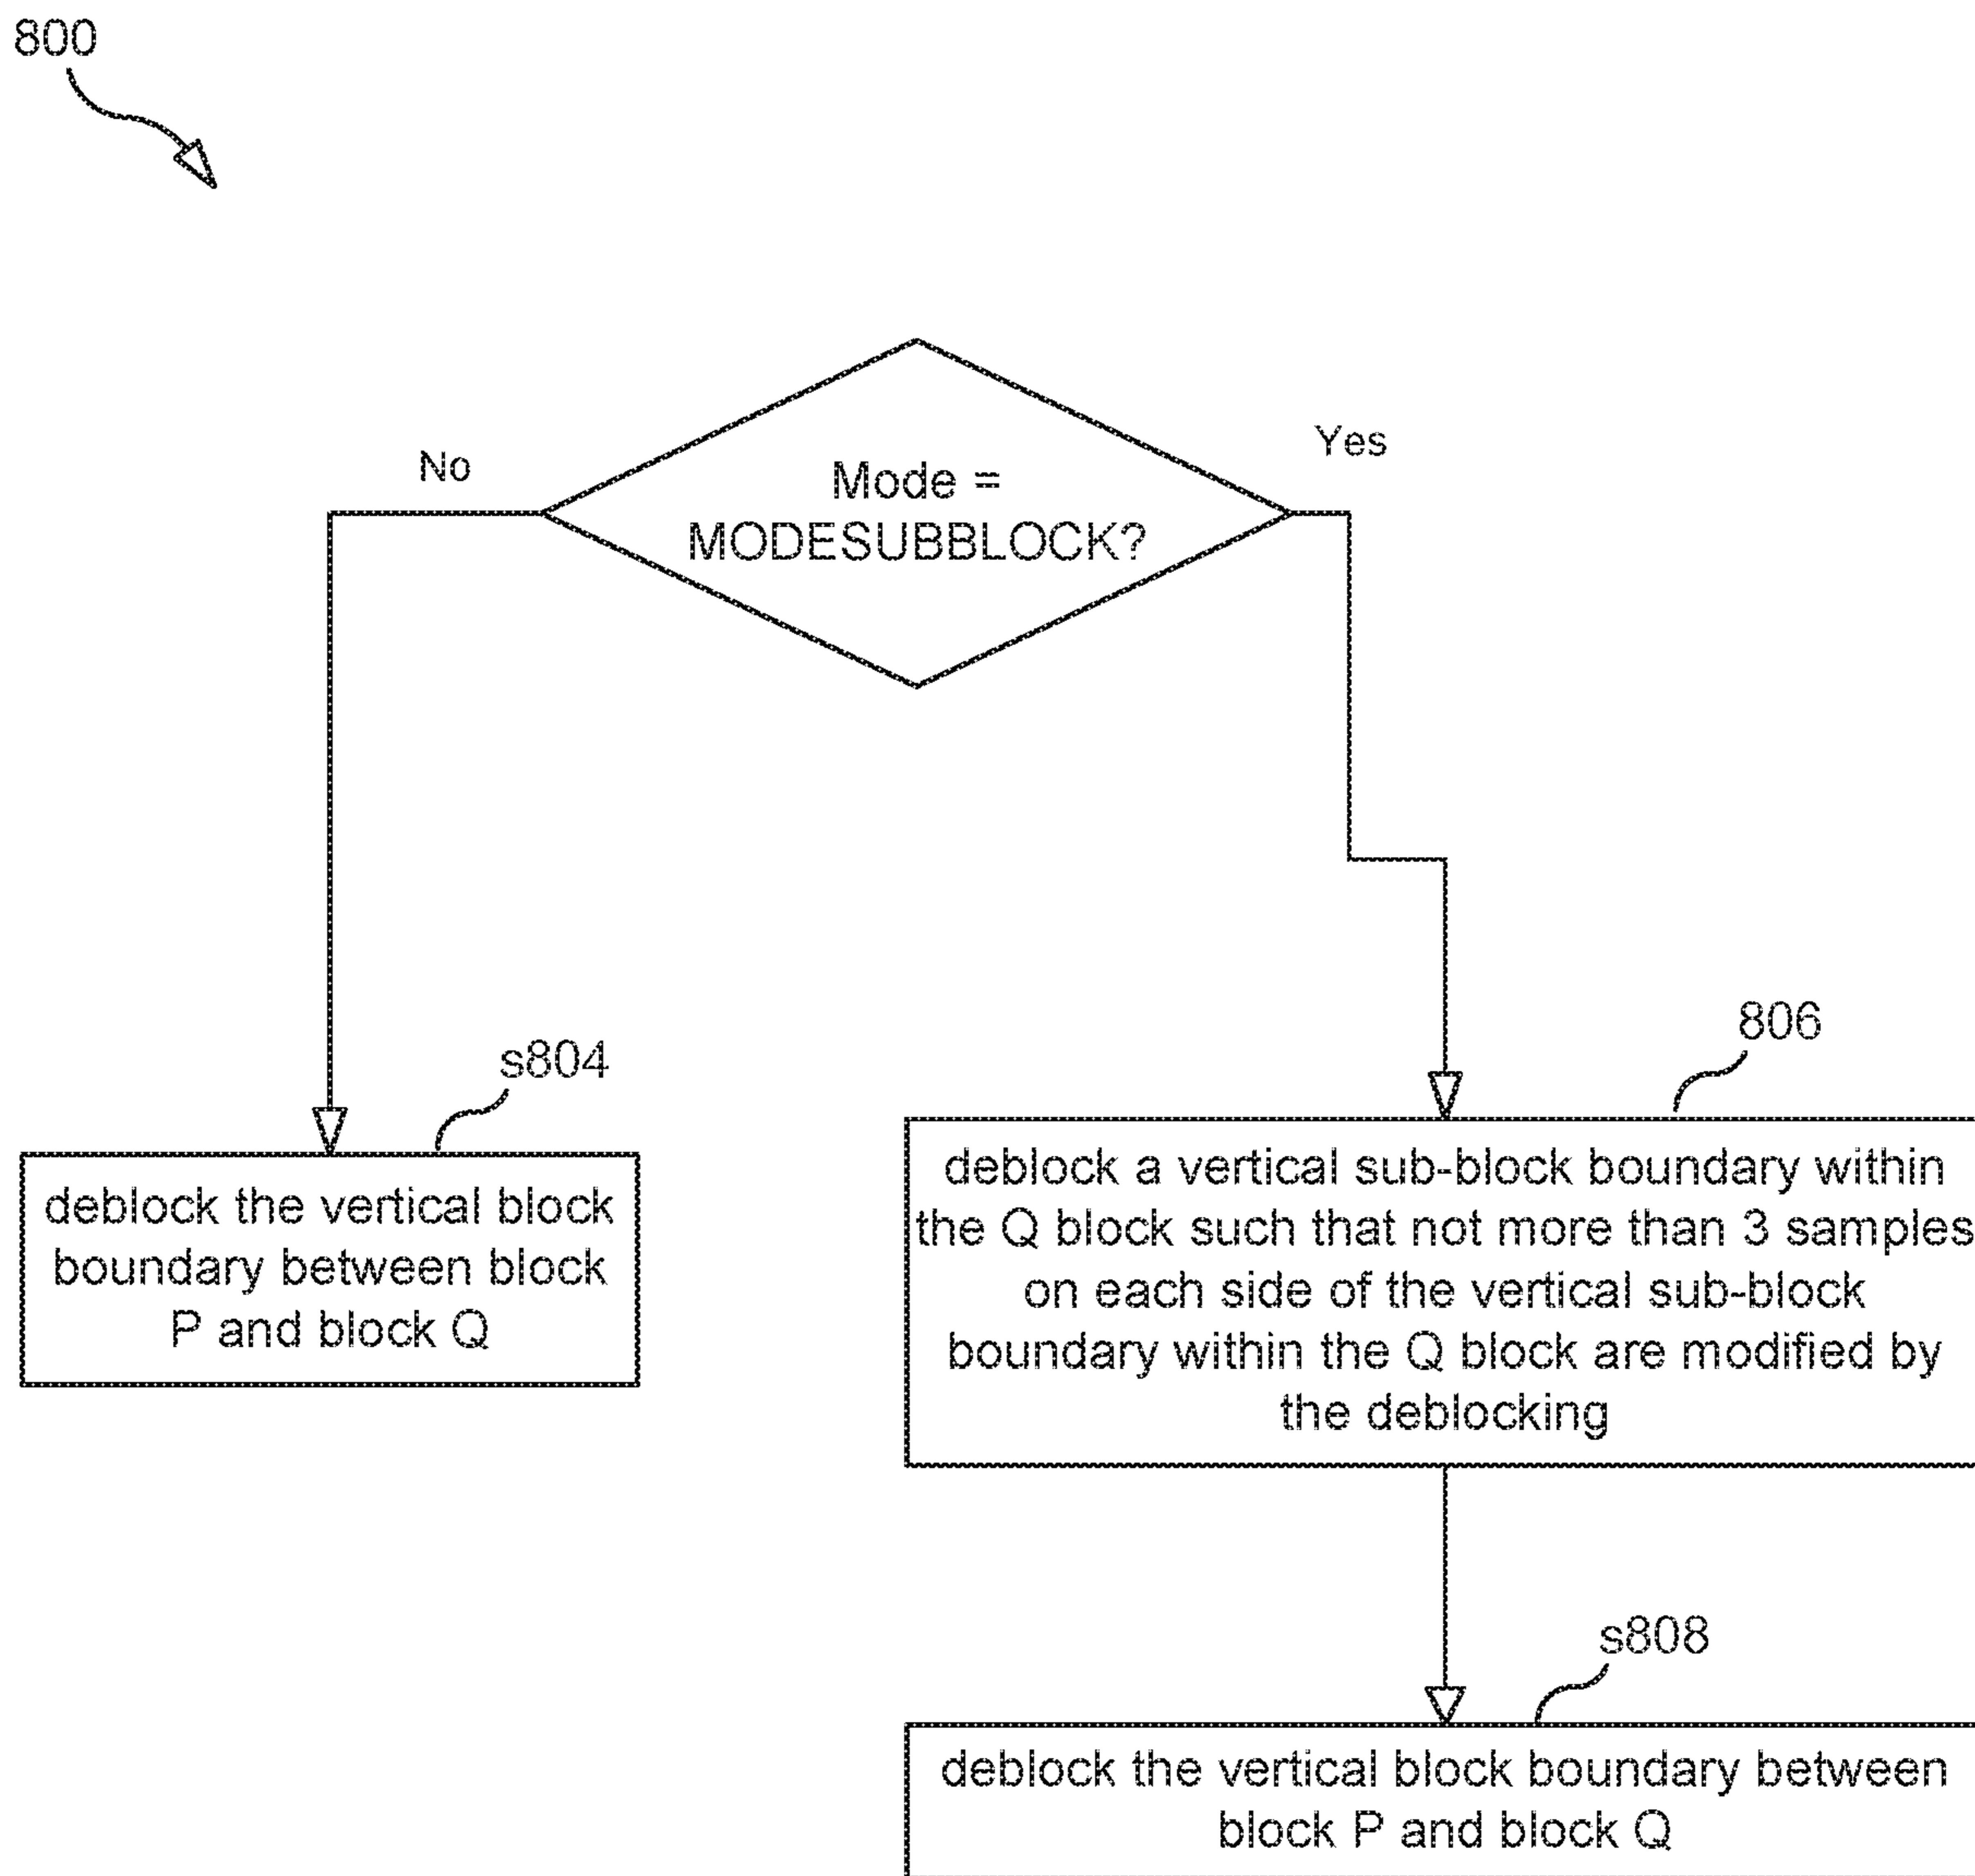 800
No
Yes
Mode =
MODESUBBLOCK?
s804
806
deblock the vertical block
boundary between block
P and block Q
deblock a vertical sub-block boundary within
the Q block such that not more than 3 samples
on each side of the vertical sub-block
boundary within the Q block are modified by
the deblocking
s808
deblock the vertical block boundary between
block P and block Q